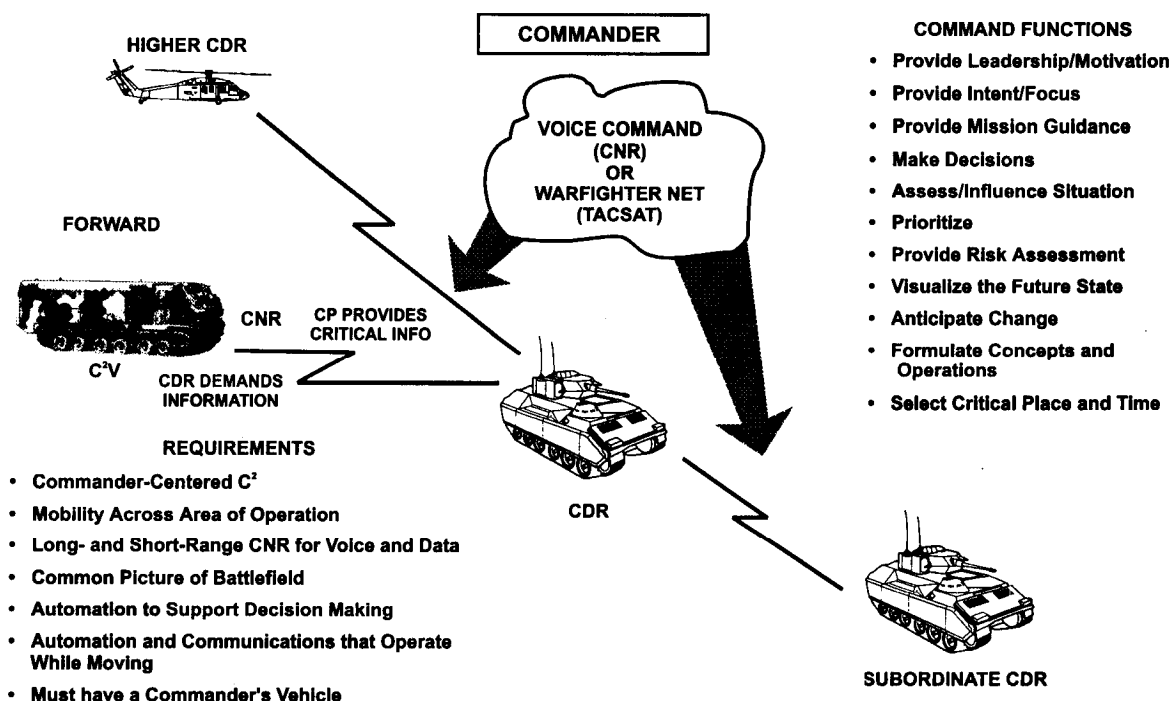 COMMANDER
HIGHER CDR
VOICE COMMAND
(CNR)
OR
WARFIGHTER NET
(TACSAT)
FORWARD
C²V
CNR
CP PROVIDES
CRITICAL INFO
CDR DEMANDS
INFORMATION
CDR
SUBORDINATE CDR
REQUIREMENTS
• Commander-Centered C²
• Mobility Across Area of Operation
• Long- and Short-Range CNR for Voice and Data
• Common Picture of Battlefield
• Automation to Support Decision Making
• Automation and Communications that Operate
While Moving
• Must have a Commander's Vehicle
COMMAND FUNCTIONS
• Provide Leadership/Motivation
• Provide Intent/Focus
• Provide Mission Guidance
• Make Decisions
• Assess/Influence Situation
• Prioritize
• Provide Risk Assessment
• Visualize the Future State
• Anticipate Change
• Formulate Concepts and
Operations
• Select Critical Place and Time